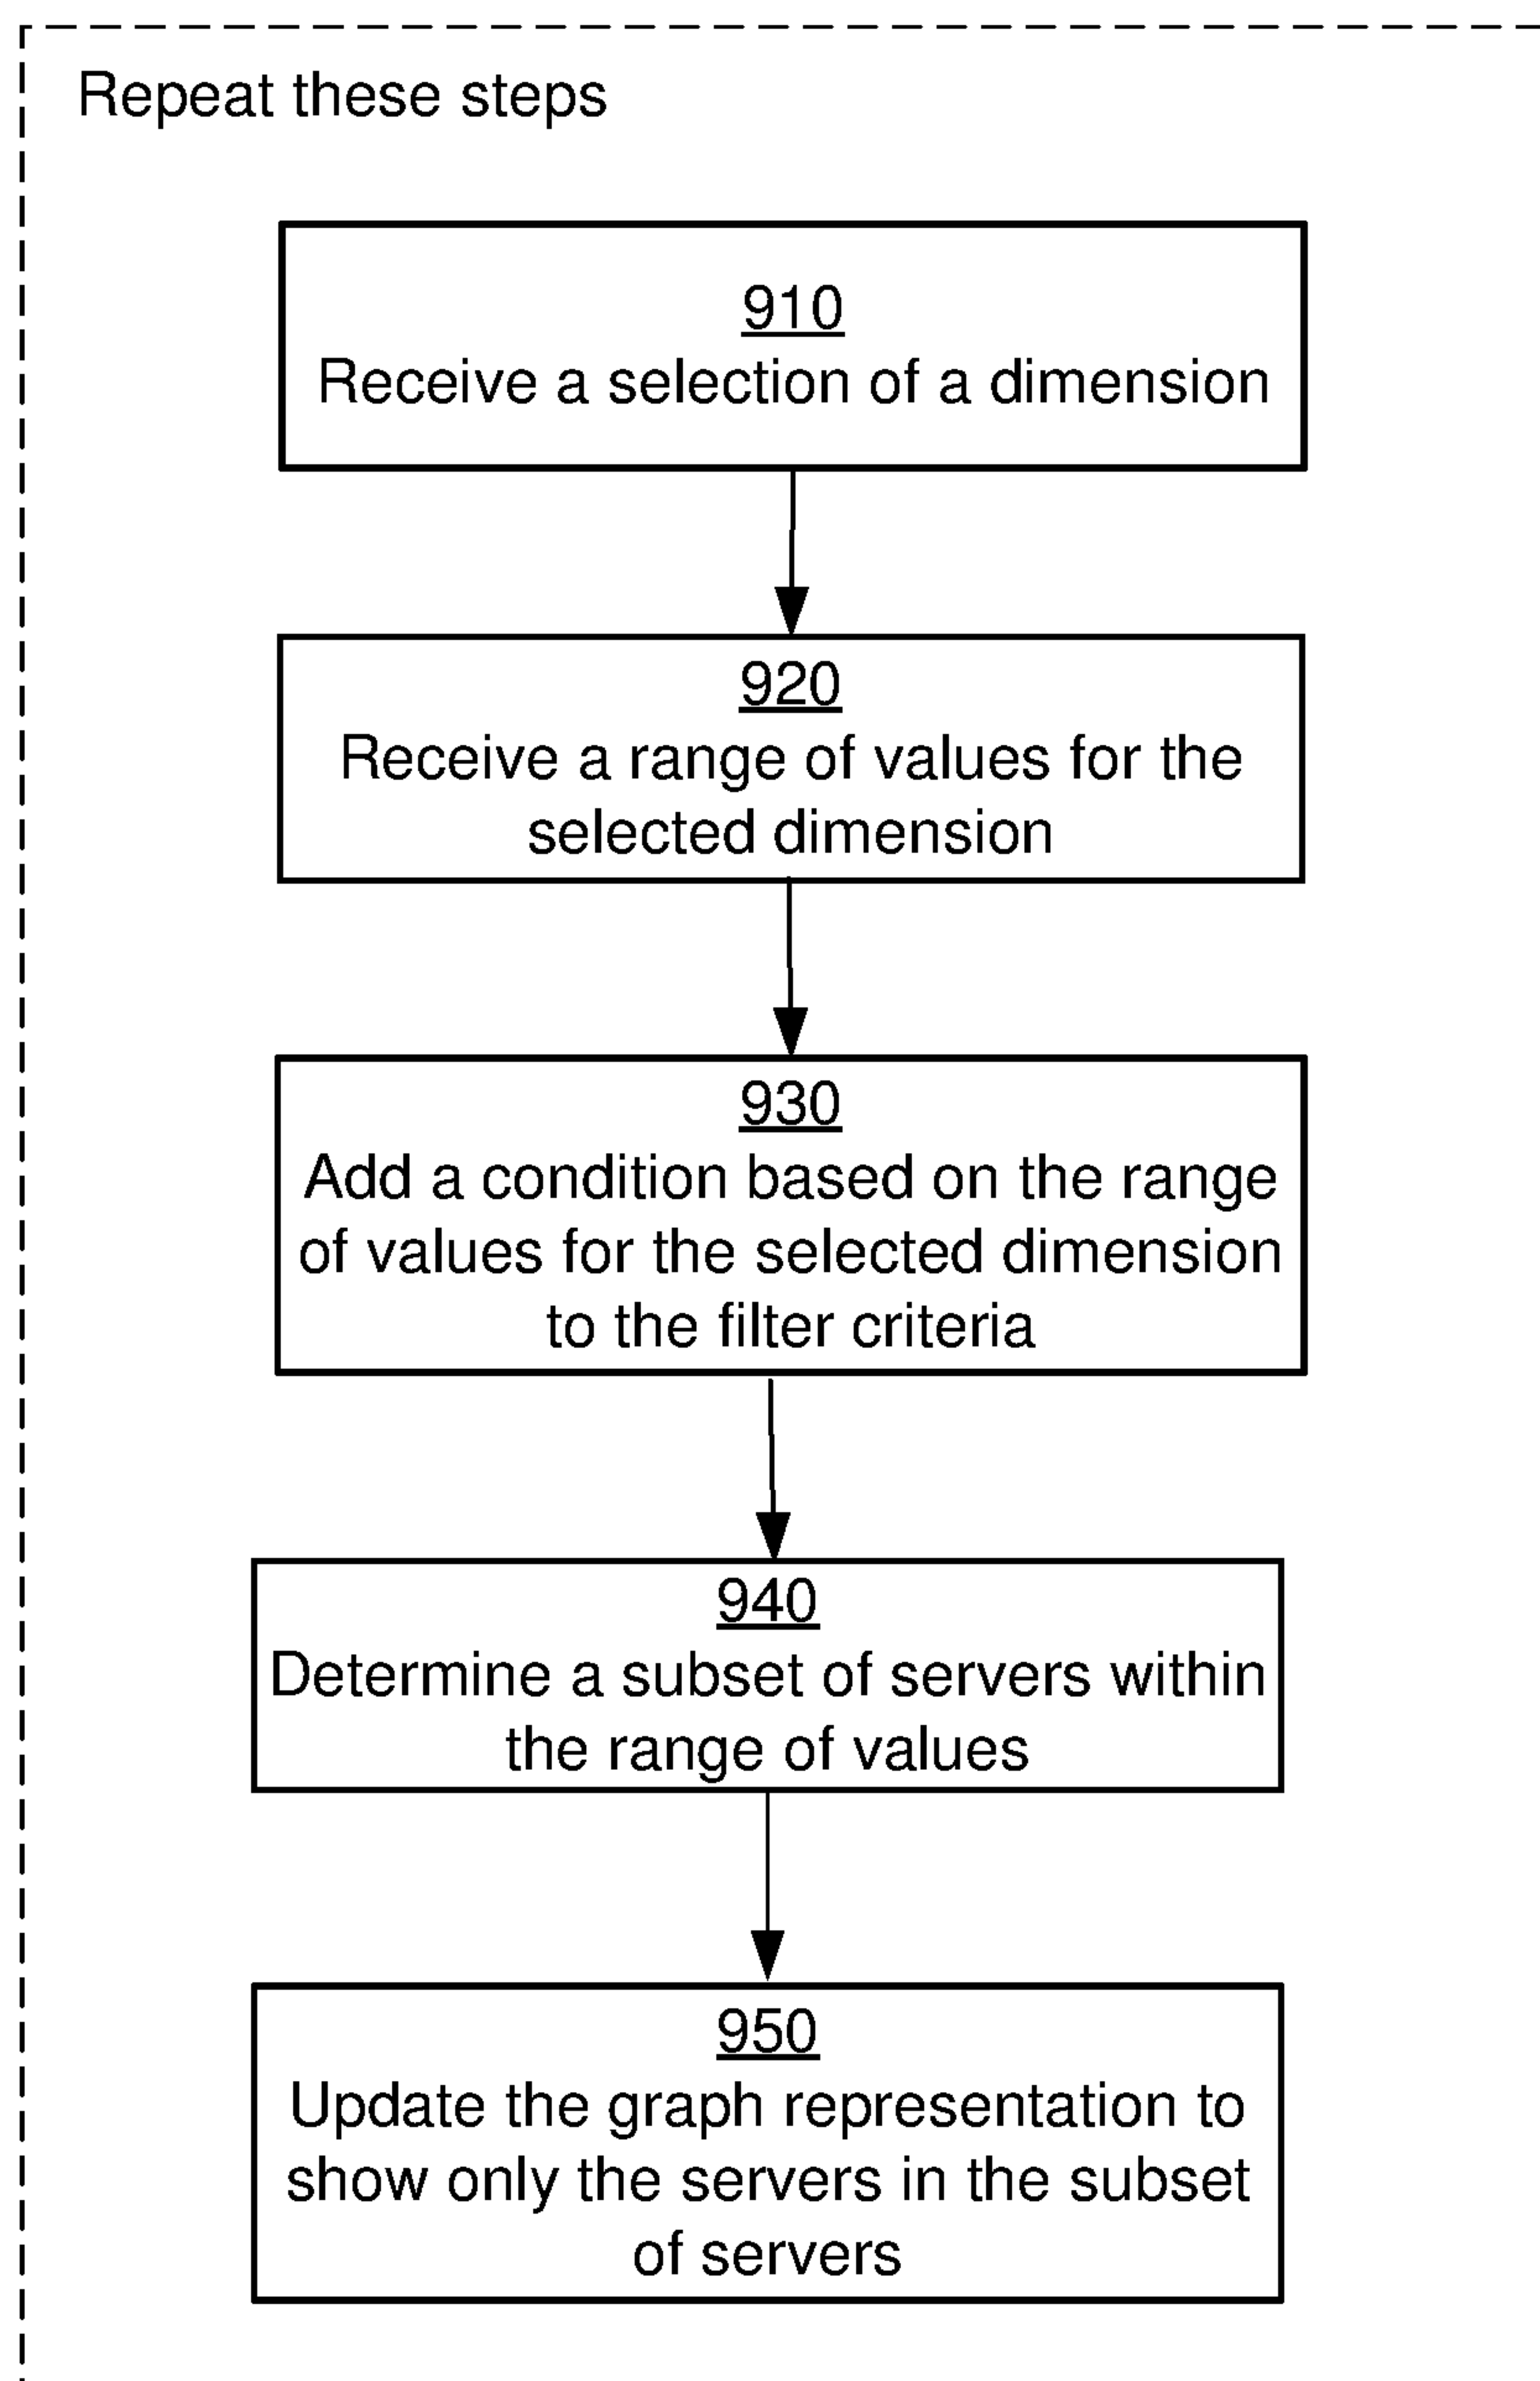 Repeat these steps
910
Receive a selection of a dimension
920
Receive a range of values for the
selected dimension
930
Add a condition based on the range
of values for the selected dimension
to the filter criteria
940
Determine a subset of servers within
the range of values
950
Update the graph representation to
show only the servers in the subset
of servers